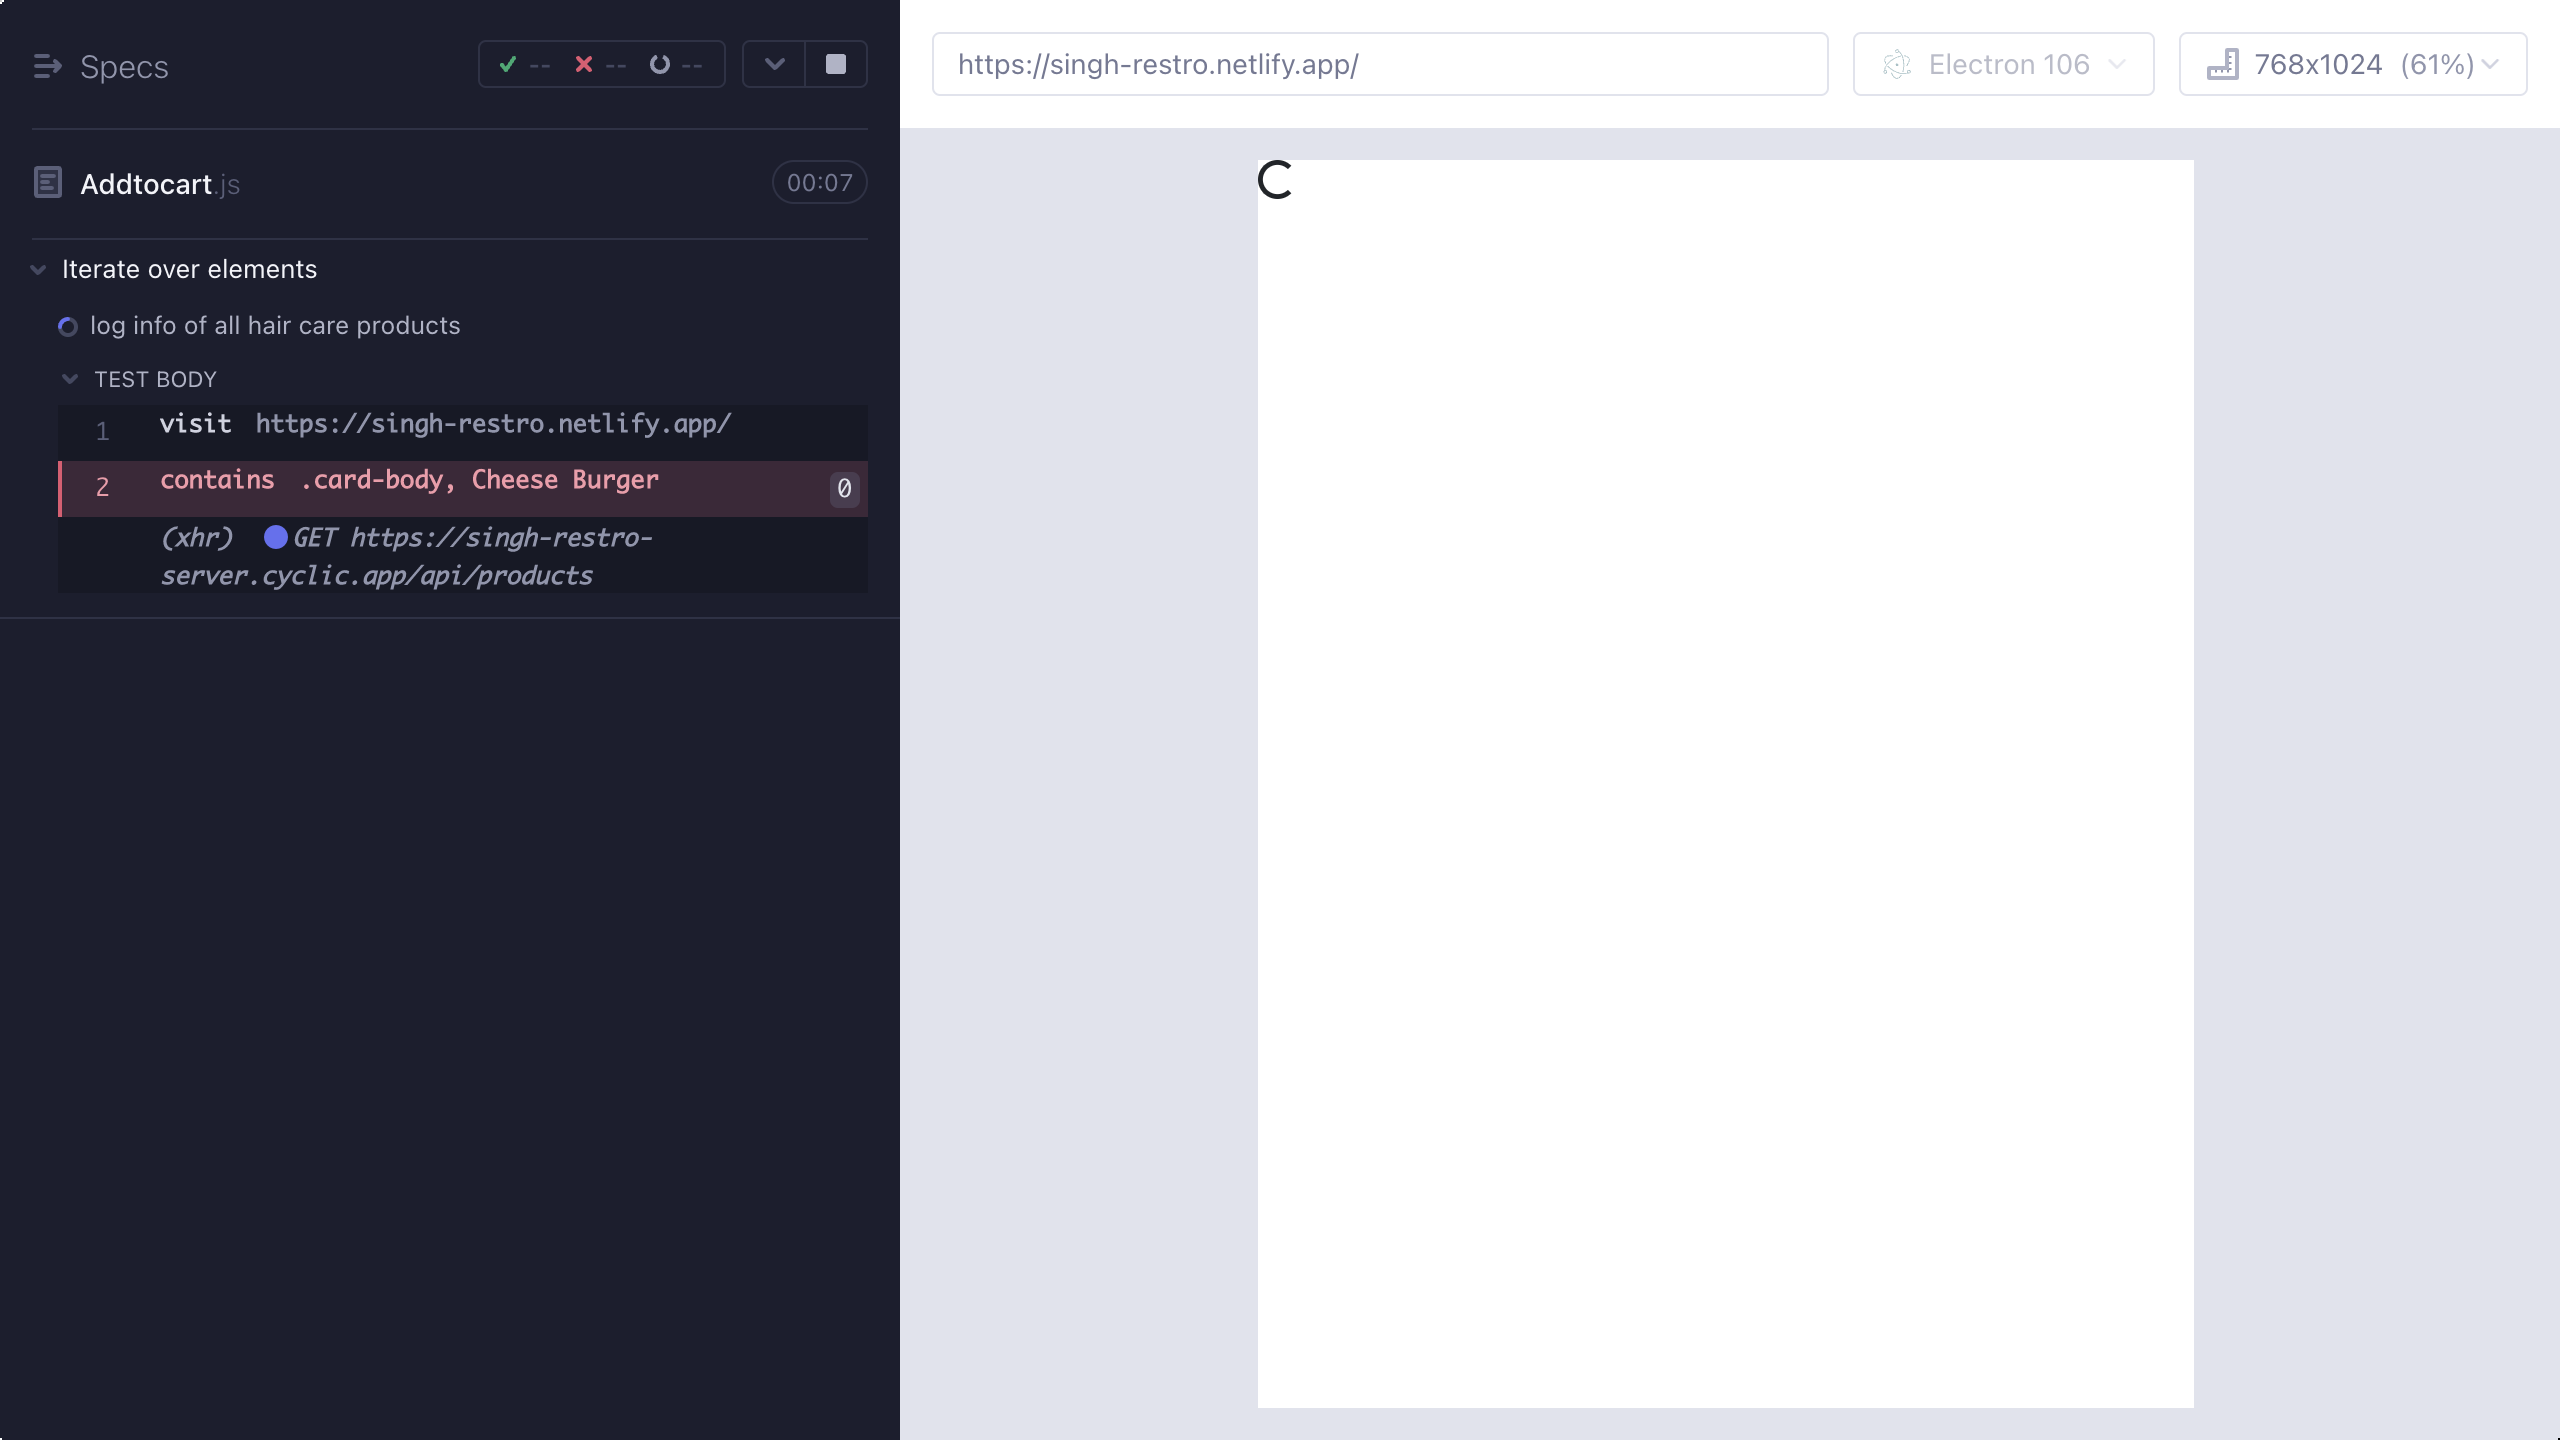 Specs
-- -- --
https://singh-restro.netlify.app/
Electron 106
768x1024 (61%)
Addtocart.js
00:07
Iterate over elements
log info of all hair care products
TEST BODY
1 visit https://singh-restro.netlify.app/
2 contains .card-body, Cheese Burger 0
(xhr) GET https://singh-restro-
server.cyclic.app/api/products